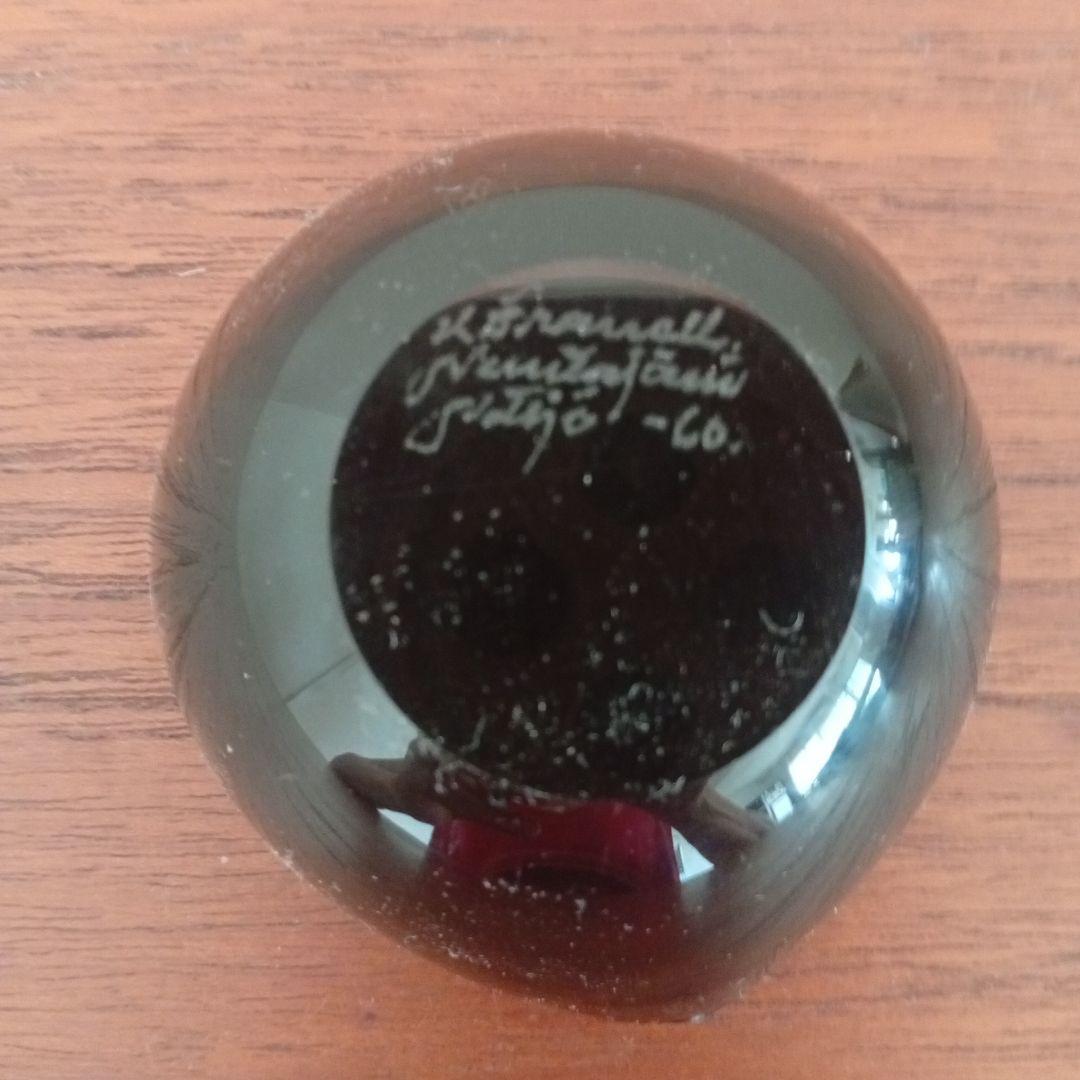 K. Franck.
Nuutajärvi
Notsjö -60.